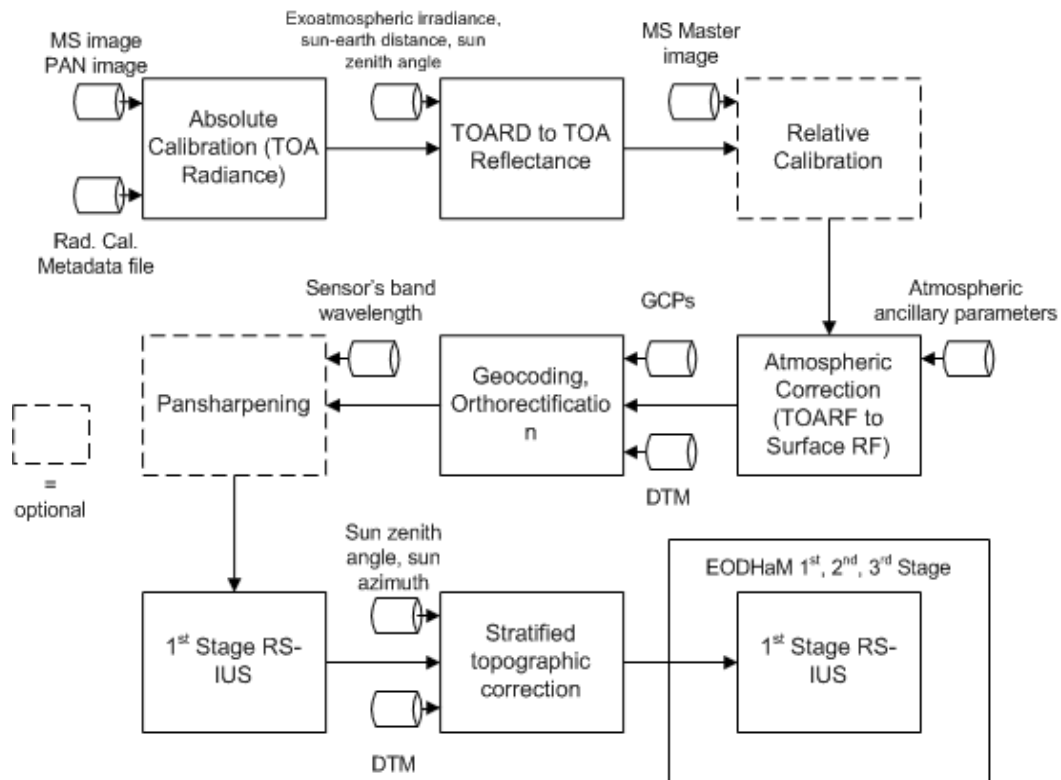 Exoatmospheric irradiance,
sun-earth distance, sun
zenith angle
MS image
PAN image
MS Master
image
Absolute
Calibration (TOA
Radiance)
TOARD to TOA
Reflectance
Relative
Calibration
Rad. Cal.
Metadata file
Sensor's band
wavelength
GCPs
Atmospheric
ancillary parameters
Pansharpening
Geocoding,
Orthorectificatio
n
Atmospheric
Correction
(TOARF to
Surface RF)
DTM
=
optional
Sun zenith
angle, sun
azimuth
EODHaM 1st, 2nd, 3rd Stage
1st Stage RS-
IUS
Stratified
topographic
correction
1st Stage RS-
IUS
DTM